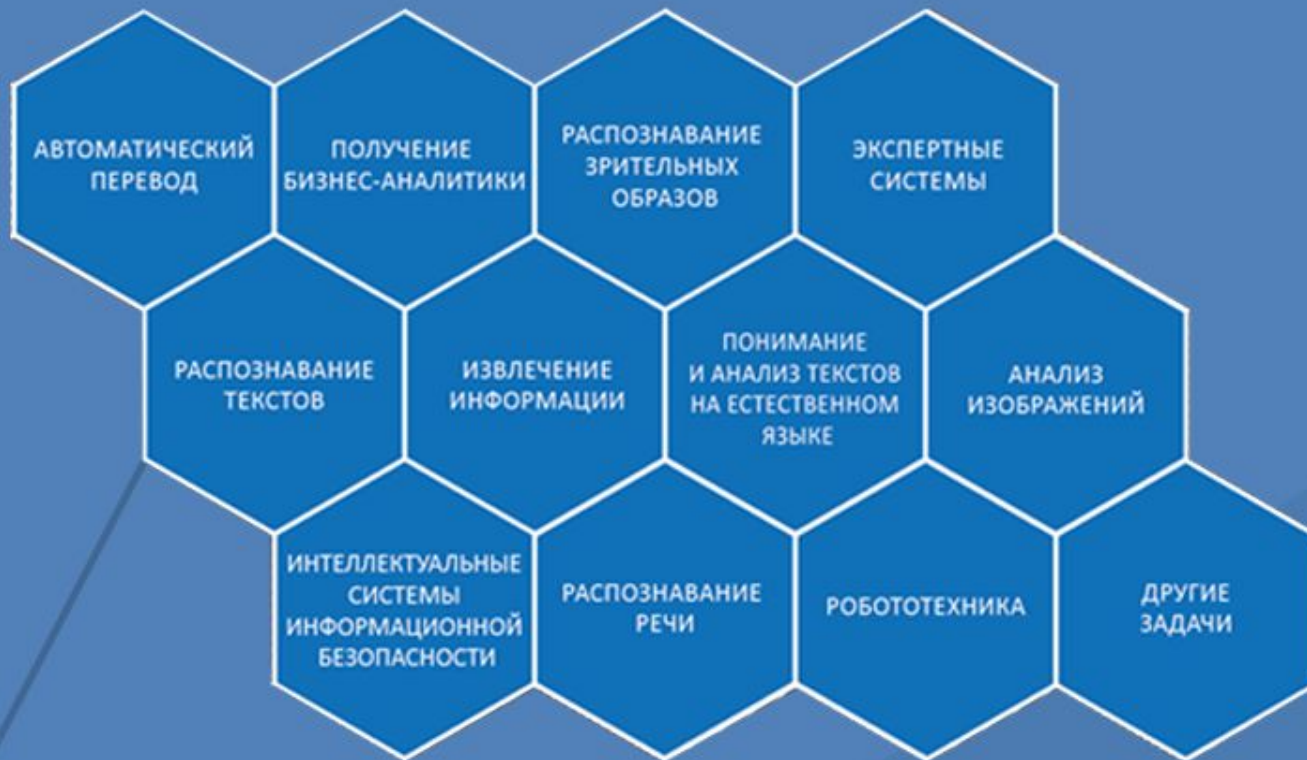 АВТОМАТИЧЕСКИЙ
ПЕРЕВОД
ПОЛУЧЕНИЕ
БИЗНЕС-АНАЛИТИКИ
РАСПОЗНАВАНИЕ
ЗРИТЕЛЬНЫХ
ОБРАЗОВ
ЭКСПЕРТНЫЕ
СИСТЕМЫ
РАСПОЗНАВАНИЕ
ТЕКСТОВ
ИЗВЛЕЧЕНИЕ
ИНФОРМАЦИИ
ПОНИМАНИЕ
И АНАЛИЗ ТЕКСТОВ
НА ЕСТЕСТВЕННОМ
ЯЗЫКЕ
АНАЛИЗ
ИЗОБРАЖЕНИЙ
ИНТЕЛЛЕКТУАЛЬНЫЕ
СИСТЕМЫ
ИНФОРМАЦИОННОЙ
БЕЗОПАСНОСТИ
РАСПОЗНАВАНИЕ
РЕЧИ
РОБОТОТЕХНИКА
ДРУГИЕ
ЗАДАЧИ